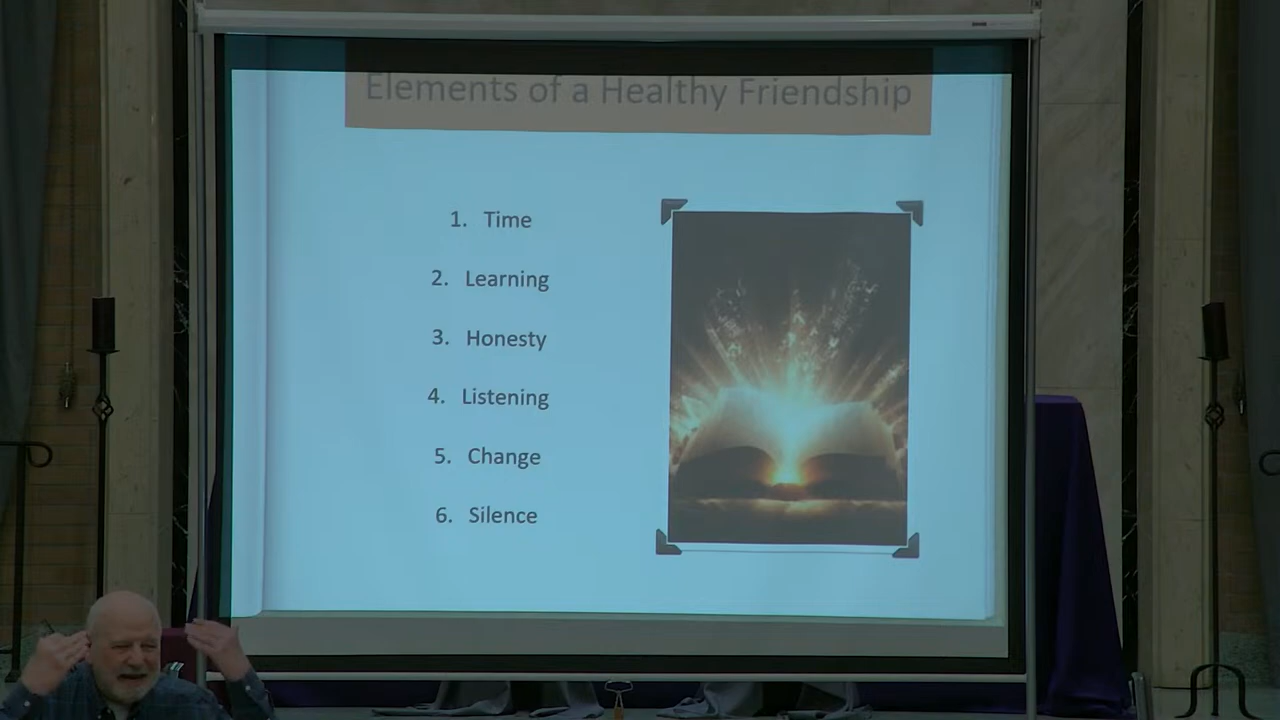 Elements of a Healthy Friendship
1. Time
2. Learning
3. Honesty
4. Listening
5. Change
6. Silence